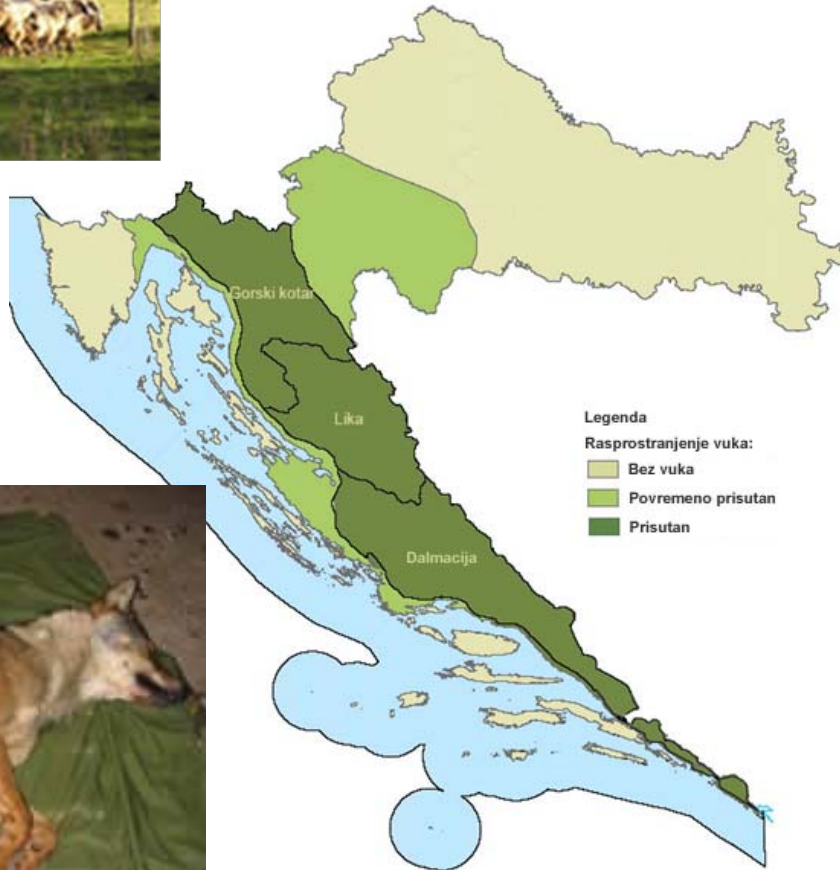 Gorski kotar
Lika
Dalmacija
Legenda
Rasprostranjenje vuka:
Bez vuka
Povremeno prisutan
Prisutan